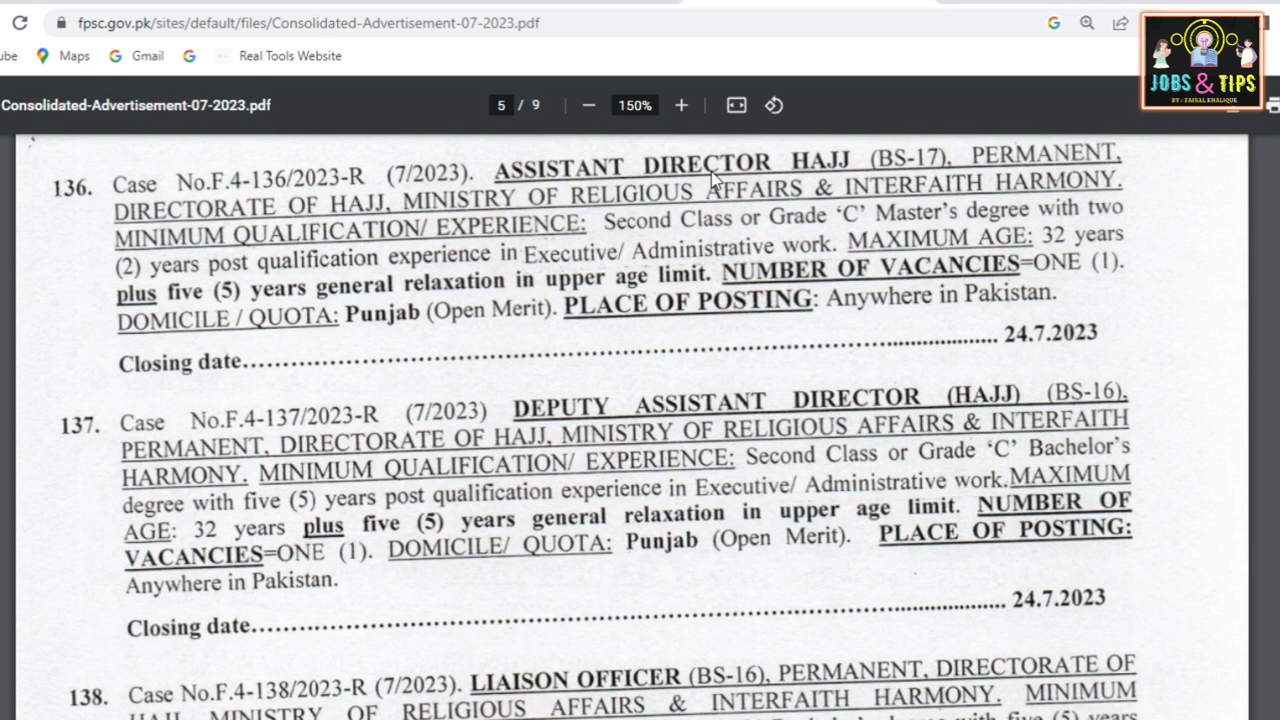 fpsc.gov.pk/sites/default/files/Consolidated-Advertisement-07-2023.pdf
ube Maps Gmail Real Tools Website
JOBS & TIPS
BY : FAISAL KHALIQUE
Consolidated-Advertisement-07-2023.pdf 5 / 9 150%
136. Case No.F.4-136/2023-R (7/2023). ASSISTANT DIRECTOR HAJJ (BS-17), PERMANENT,
DIRECTORATE OF HAJJ, MINISTRY OF RELIGIOUS AFFAIRS & INTERFAITH HARMONY.
MINIMUM QUALIFICATION/ EXPERIENCE: Second Class or Grade ‘C’ Master’s degree with two
(2) years post qualification experience in Executive/ Administrative work. MAXIMUM AGE: 32 years
plus five (5) years general relaxation in upper age limit. NUMBER OF VACANCIES=ONE (1).
DOMICILE / QUOTA: Punjab (Open Merit). PLACE OF POSTING: Anywhere in Pakistan.
Closing date................................................................................ 24.7.2023
137. Case No.F.4-137/2023-R (7/2023) DEPUTY ASSISTANT DIRECTOR (HAJJ) (BS-16),
PERMANENT, DIRECTORATE OF HAJJ, MINISTRY OF RELIGIOUS AFFAIRS & INTERFAITH
HARMONY. MINIMUM QUALIFICATION/ EXPERIENCE: Second Class or Grade ‘C’ Bachelor’s
degree with five (5) years post qualification experience in Executive/ Administrative work. MAXIMUM
AGE: 32 years plus five (5) years general relaxation in upper age limit. NUMBER OF
VACANCIES=ONE (1). DOMICILE/ QUOTA: Punjab (Open Merit). PLACE OF POSTING:
Anywhere in Pakistan.
Closing date................................................................................ 24.7.2023
138. Case No.F.4-138/2023-R (7/2023). LIAISON OFFICER (BS-16), PERMANENT, DIRECTORATE OF
HAJJ, MINISTRY OF RELIGIOUS AFFAIRS & INTERFAITH HARMONY. MINIMUM
with five (5) years